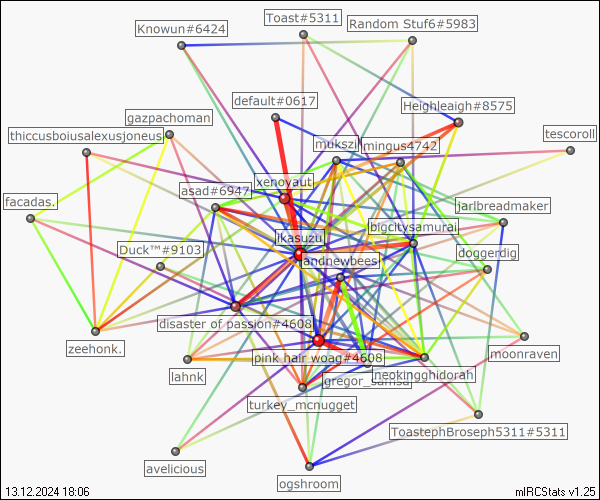 Toast#5311
Knowun#6424
Random Stuf6#5983
default#0617
Heighleaigh#8575
gazpachoman
thiccusboiusalexusjoneus
mukszil
mingus4742
tescoroll
xenoyaut
asad#6947
facadas.
jarlbreadmaker
bigcitysamurai
ikasuzu
Duck™#9103
andnewbees
doggerdig
disaster of passion#4608
zeehonk.
moonraven
pink hair woag#4608
lahnk
gregor_samsa
neokingghidorah
turkey_mcnugget
ToastephBroseph5311#5311
avelicious
ogshroom
13.12.2024 18:06
mIRCStats v1.25